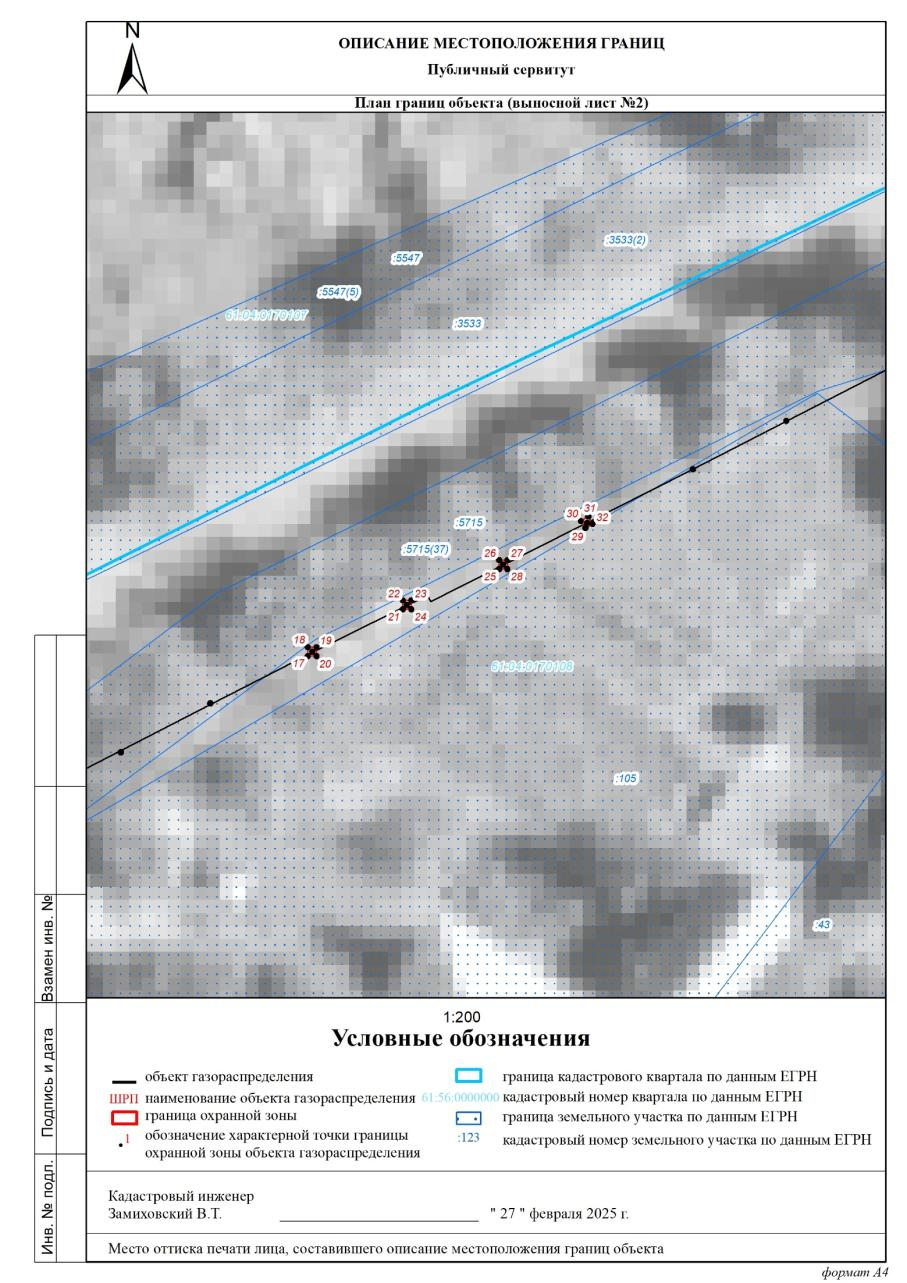 N
ОПИСАНИЕ МЕСТОПОЛОЖЕНИЯ ГРАНИЦ
Публичный сервитут
План границ объекта (выносной лист №2)
:3533(2)
:5547
:5547(5)
61:04:0170107
:3533
:5715
:5715(37)
30 31 32
29
26 27
25 28
22 23
21 24
18 19
17 20
61:04:0170108
:105
:43
1:200
Условные обозначения
объект газораспределения
ШРП наименование объекта газораспределения
граница охранной зоны
1 обозначение характерной точки границы
охранной зоны объекта газораспределения
граница кадастрового квартала по данным ЕГРН
61:56:0000000 кадастровый номер квартала по данным ЕГРН
граница земельного участка по данным ЕГРН
:123 кадастровый номер земельного участка по данным ЕГРН
Кадастровый инженер
Замиховский В.Т. " 27 " февраля 2025 г.
Место оттиска печати лица, составившего описание местоположения границ объекта
Взамен инв. №
Подпись и дата
Инв. № подл.
формат А4